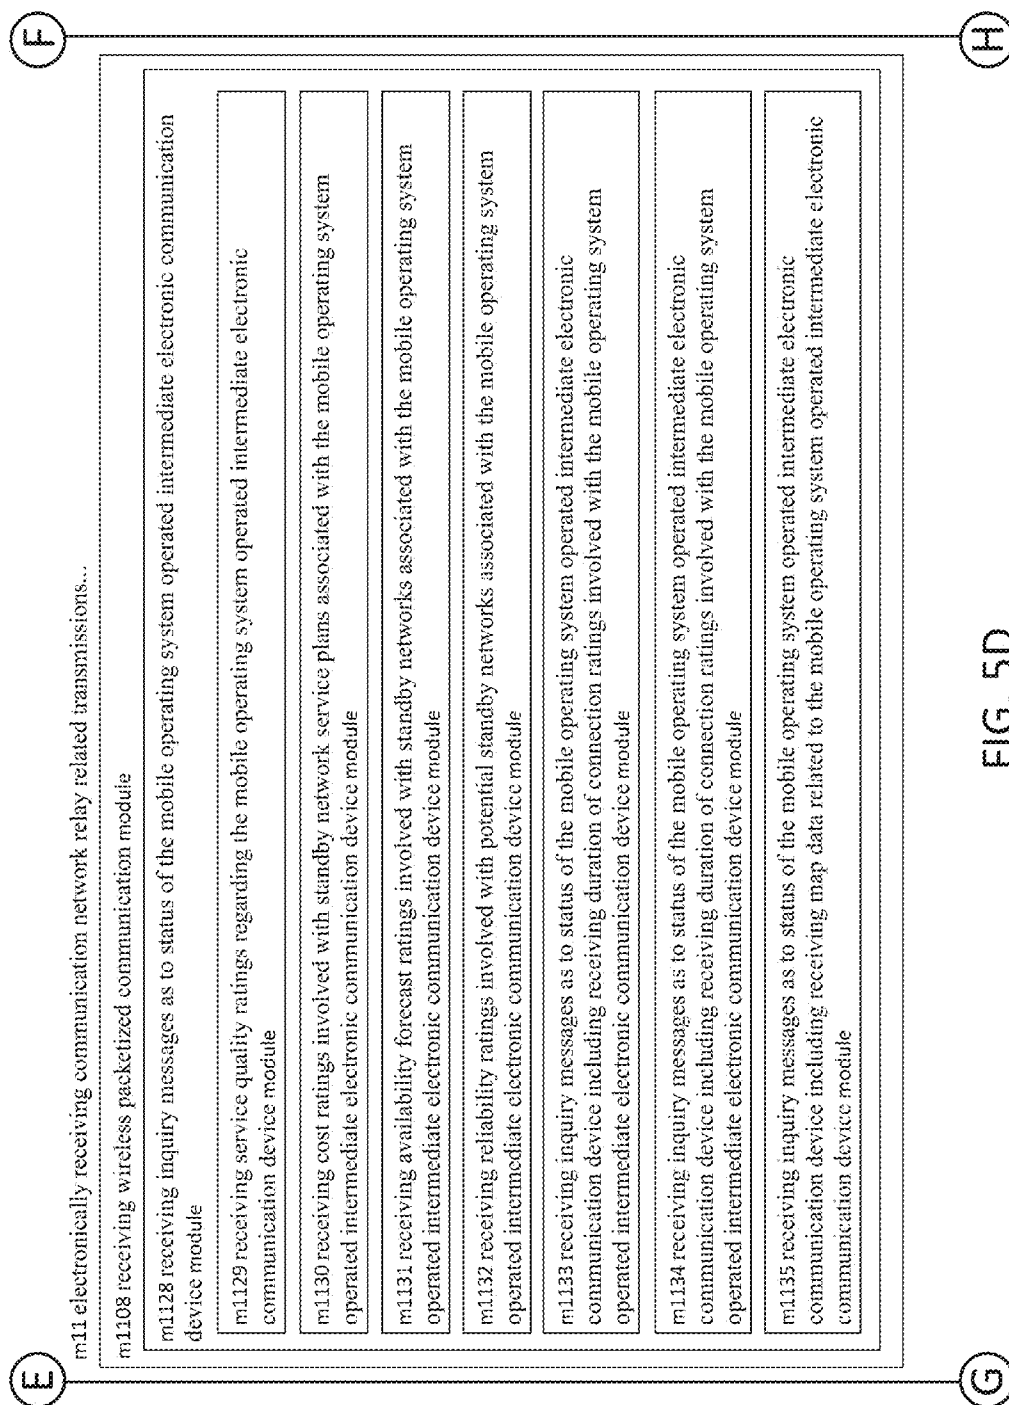 E
F
m11 electronically receiving communication network relay related transmissions...
m1108 receiving wireless packetized communication module
m1128 receiving inquiry messages as to status of the mobile operating system operated intermediate electronic communication
device module
m1129 receiving service quality ratings regarding the mobile operating system operated intermediate electronic
communication device module
m1130 receiving cost ratings involved with standby network service plans associated with the mobile operating system
operated intermediate electronic communication device module
m1131 receiving availability forecast ratings involved with standby networks associated with the mobile operating system
operated intermediate electronic communication device module
m1132 receiving reliability ratings involved with potential standby networks associated with the mobile operating system
operated intermediate electronic communication device module
m1133 receiving inquiry messages as to status of the mobile operating system operated intermediate electronic
communication device including receiving duration of connection ratings involved with the mobile operating system
operated intermediate electronic communication device module
m1134 receiving inquiry messages as to status of the mobile operating system operated intermediate electronic
communication device including receiving duration of connection ratings involved with the mobile operating system
operated intermediate electronic communication device module
m1135 receiving inquiry messages as to status of the mobile operating system operated intermediate electronic
communication device including receiving map data related to the mobile operating system operated intermediate electronic
communication device module
G
H
FIG. 5D